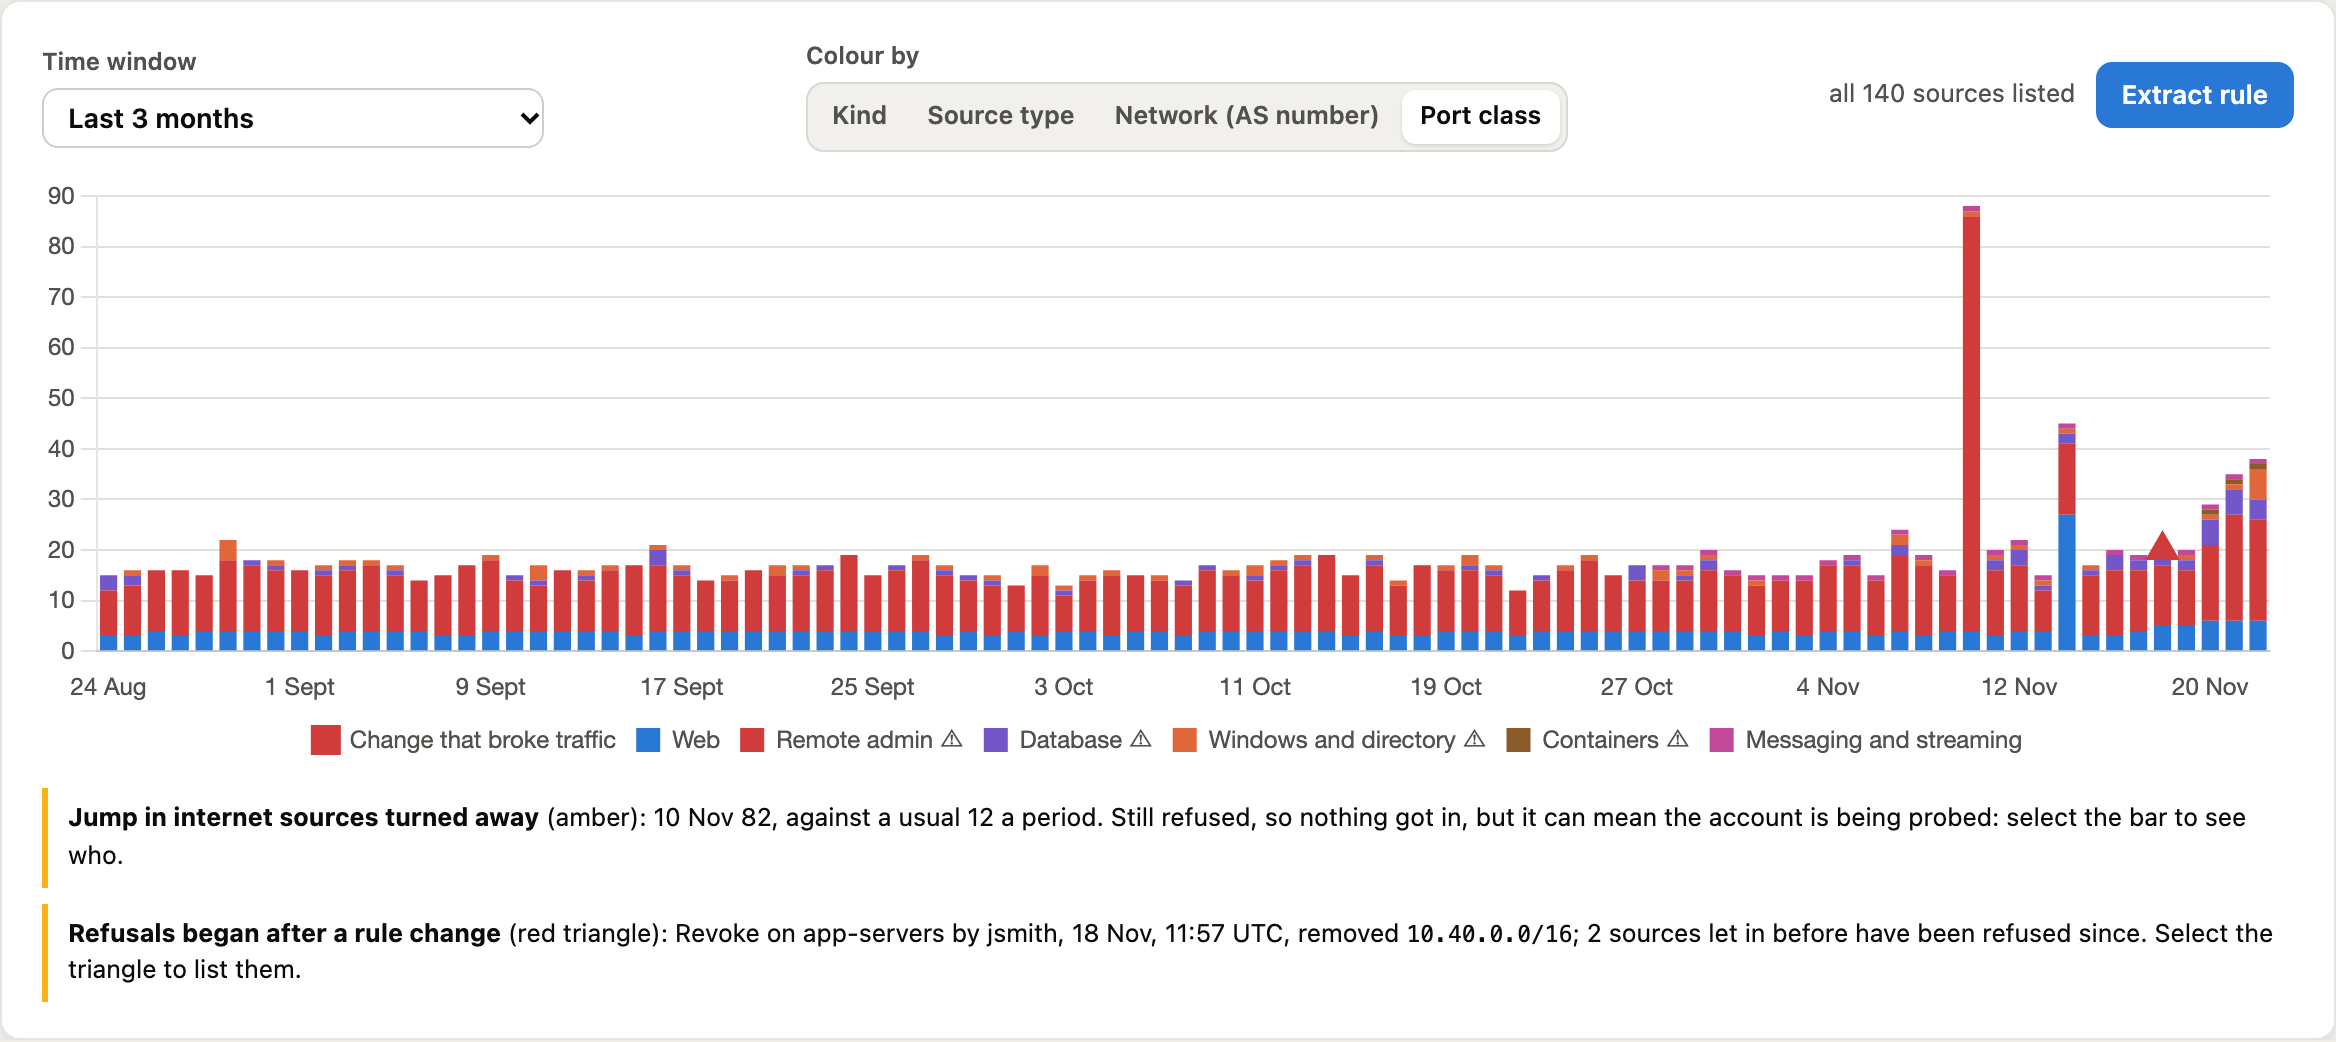 Time window
Last 3 months
Colour by
Kind
Source type
Network (AS number)
Port class
all 140 sources listed
Extract rule
90
80
70
60
50
40
30
20
10
0
24 Aug
1 Sept
9 Sept
17 Sept
25 Sept
3 Oct
11 Oct
19 Oct
27 Oct
4 Nov
12 Nov
20 Nov
Change that broke traffic
Web
Remote admin ⚠
Database ⚠
Windows and directory ⚠
Containers ⚠
Messaging and streaming
Jump in internet sources turned away (amber): 10 Nov 82, against a usual 12 a period. Still refused, so nothing got in, but it can mean the account is being probed: select the bar to see
who.
Refusals began after a rule change (red triangle): Revoke on app-servers by jsmith, 18 Nov, 11:57 UTC, removed 10.40.0.0/16; 2 sources let in before have been refused since. Select the
triangle to list them.